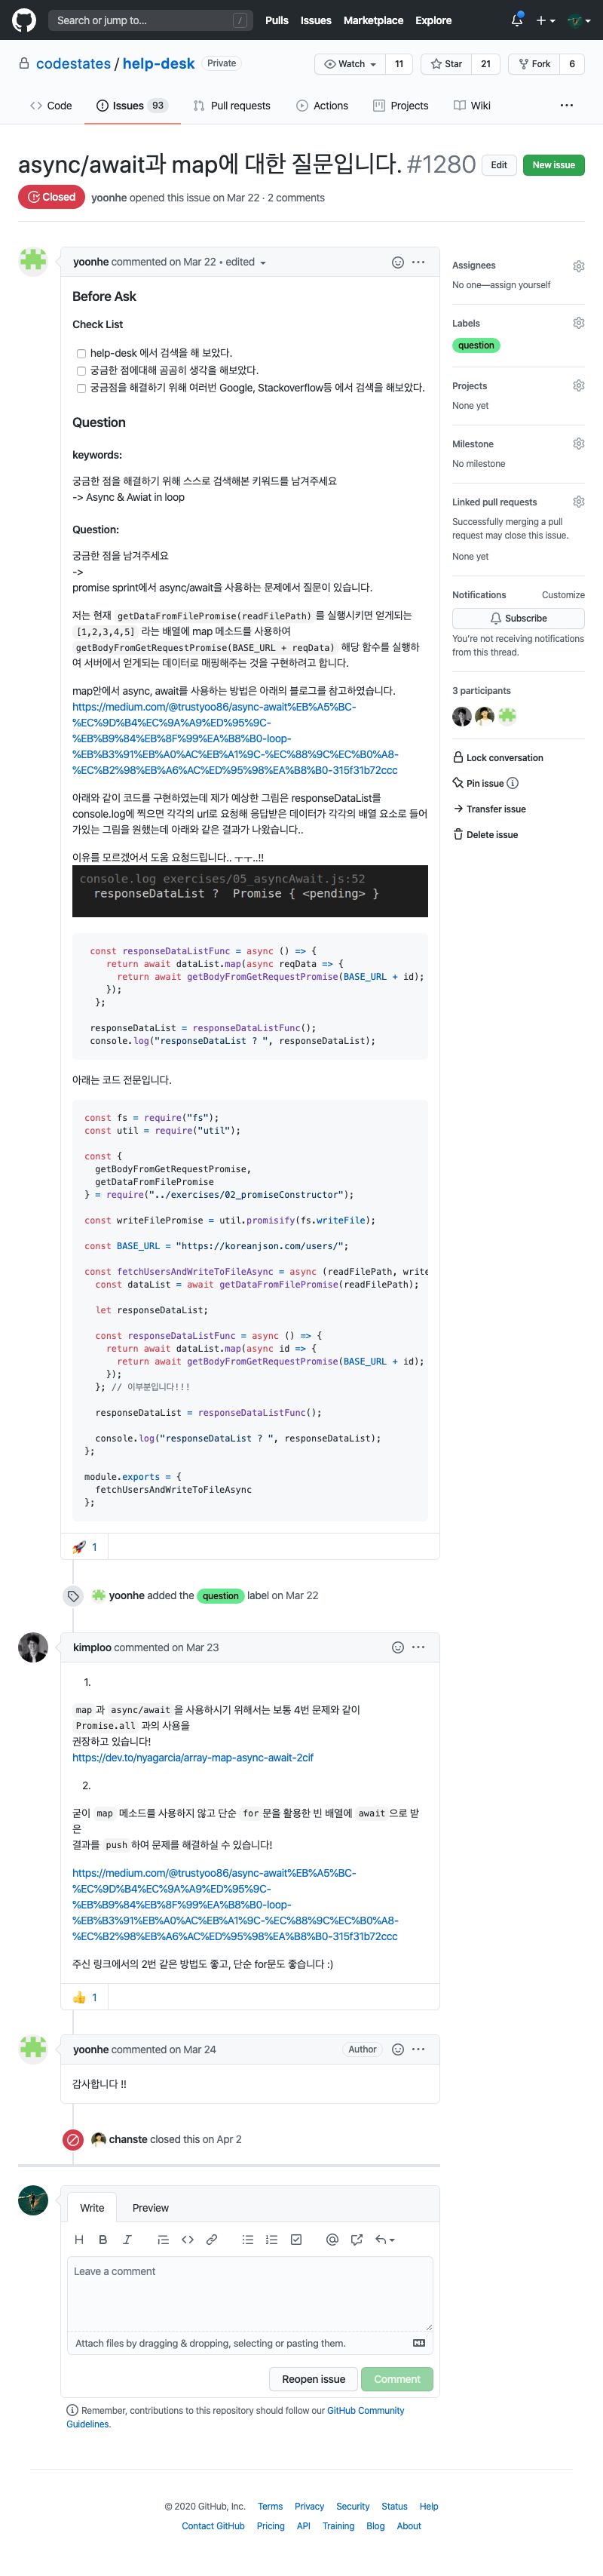 Search or jump to...
/
Pulls Issues Marketplace Explore
codestates / help-desk Private
Watch 11 Star 21 Fork 6
Code Issues 93 Pull requests Actions Projects Wiki
async/await과 map에 대한 질문입니다. #1280
Edit New issue
Closed yoonhe opened this issue on Mar 22 · 2 comments
yoonhe commented on Mar 22 • edited
Before Ask
Check List
help-desk 에서 검색을 해 보았다.
궁금한 점에대해 곰곰히 생각을 해보았다.
궁금점을 해결하기 위해 여러번 Google, Stackoverflow등 에서 검색을 해보았다.
Question
keywords:
궁금한 점을 해결하기 위해 스스로 검색해본 키워드를 남겨주세요
-> Async & Awiat in loop
Question:
궁금한 점을 남겨주세요
->
promise sprint에서 async/await을 사용하는 문제에서 질문이 있습니다.
저는 현재 getDataFromFilePromise(readFilePath) 를 실행시키면 얻게되는
[1,2,3,4,5] 라는 배열에 map 메소드를 사용하여
getBodyFromGetRequestPromise(BASE_URL + reqData) 해당 함수를 실행하
여 서버에서 얻게되는 데이터로 매핑해주는 것을 구현하려고 합니다.
map안에서 async, await를 사용하는 방법은 아래의 블로그를 참고하였습니다.
https://medium.com/@trustyoo86/async-await%EB%A5%BC-
%EC%9D%B4%EC%9A%A9%ED%95%9C-
%EB%B9%84%EB%8F%99%EA%B8%B0-loop-
%EB%B3%91%EB%A0%AC%EB%A1%9C-%EC%88%9C%EC%B0%A8-
%EC%B2%98%EB%A6%AC%ED%95%98%EA%B8%B0-315f31b72ccc
아래와 같이 코드를 구현하였는데 제가 예상한 그림은 responseDataList를
console.log에 찍으면 각각의 url로 요청해 응답받은 데이터가 각각의 배열 요소로 들어
가있는 그림을 원했는데 아래와 같은 결과가 나왔습니다..
이유를 모르겠어서 도움 요청드립니다.. ㅜㅜ..!!
console.log exercises/05_asyncAwait.js:52
responseDataList ?  Promise { <pending> }
const responseDataListFunc = async () => {
return await dataList.map(async reqData => {
return await getBodyFromGetRequestPromise(BASE_URL + id);
});
};
responseDataList = responseDataListFunc();
console.log("responseDataList ? ", responseDataList);
아래는 코드 전문입니다.
const fs = require("fs");
const util = require("util");
const {
getBodyFromGetRequestPromise,
getDataFromFilePromise
} = require("../exercises/02_promiseConstructor");
const writeFilePromise = util.promisify(fs.writeFile);
const BASE_URL = "https://koreanjson.com/users/";
const fetchUsersAndWriteToFileAsync = async (readFilePath, write
const dataList = await getDataFromFilePromise(readFilePath);
let responseDataList;
const responseDataListFunc = async () => {
return await dataList.map(async id => {
return await getBodyFromGetRequestPromise(BASE_URL + id);
});
}; // 이부분입니다!!!
responseDataList = responseDataListFunc();
console.log("responseDataList ? ", responseDataList);
};
module.exports = {
fetchUsersAndWriteToFileAsync
};
🚀 1
yoonhe added the question label on Mar 22
kimploo commented on Mar 23
1.
map 과 async/await 을 사용하시기 위해서는 보통 4번 문제와 같이
Promise.all 과의 사용을
권장하고 있습니다!
https://dev.to/nyagarcia/array-map-async-await-2cif
2.
굳이 map 메소드를 사용하지 않고 단순 for 문을 활용한 빈 배열에 await 으로 받
은
결과를 push 하여 문제를 해결하실 수 있습니다!
https://medium.com/@trustyoo86/async-await%EB%A5%BC-
%EC%9D%B4%EC%9A%A9%ED%95%9C-
%EB%B9%84%EB%8F%99%EA%B8%B0-loop-
%EB%B3%91%EB%A0%AC%EB%A1%9C-%EC%88%9C%EC%B0%A8-
%EC%B2%98%EB%A6%AC%ED%95%98%EA%B8%B0-315f31b72ccc
주신 링크에서의 2번 같은 방법도 좋고, 단순 for문도 좋습니다 :)
👍 1
yoonhe commented on Mar 24 Author
감사합니다 !!
chanste closed this on Apr 2
Write Preview
Leave a comment
Attach files by dragging & dropping, selecting or pasting them.
Reopen issue Comment
Remember, contributions to this repository should follow our GitHub Community
Guidelines.
Assignees
No one—assign yourself
Labels
question
Projects
None yet
Milestone
No milestone
Linked pull requests
Successfully merging a pull
request may close this issue.
None yet
Notifications Customize
Subscribe
You're not receiving notifications
from this thread.
3 participants
Lock conversation
Pin issue
Transfer issue
Delete issue
© 2020 GitHub, Inc. Terms Privacy Security Status Help
Contact GitHub Pricing API Training Blog About